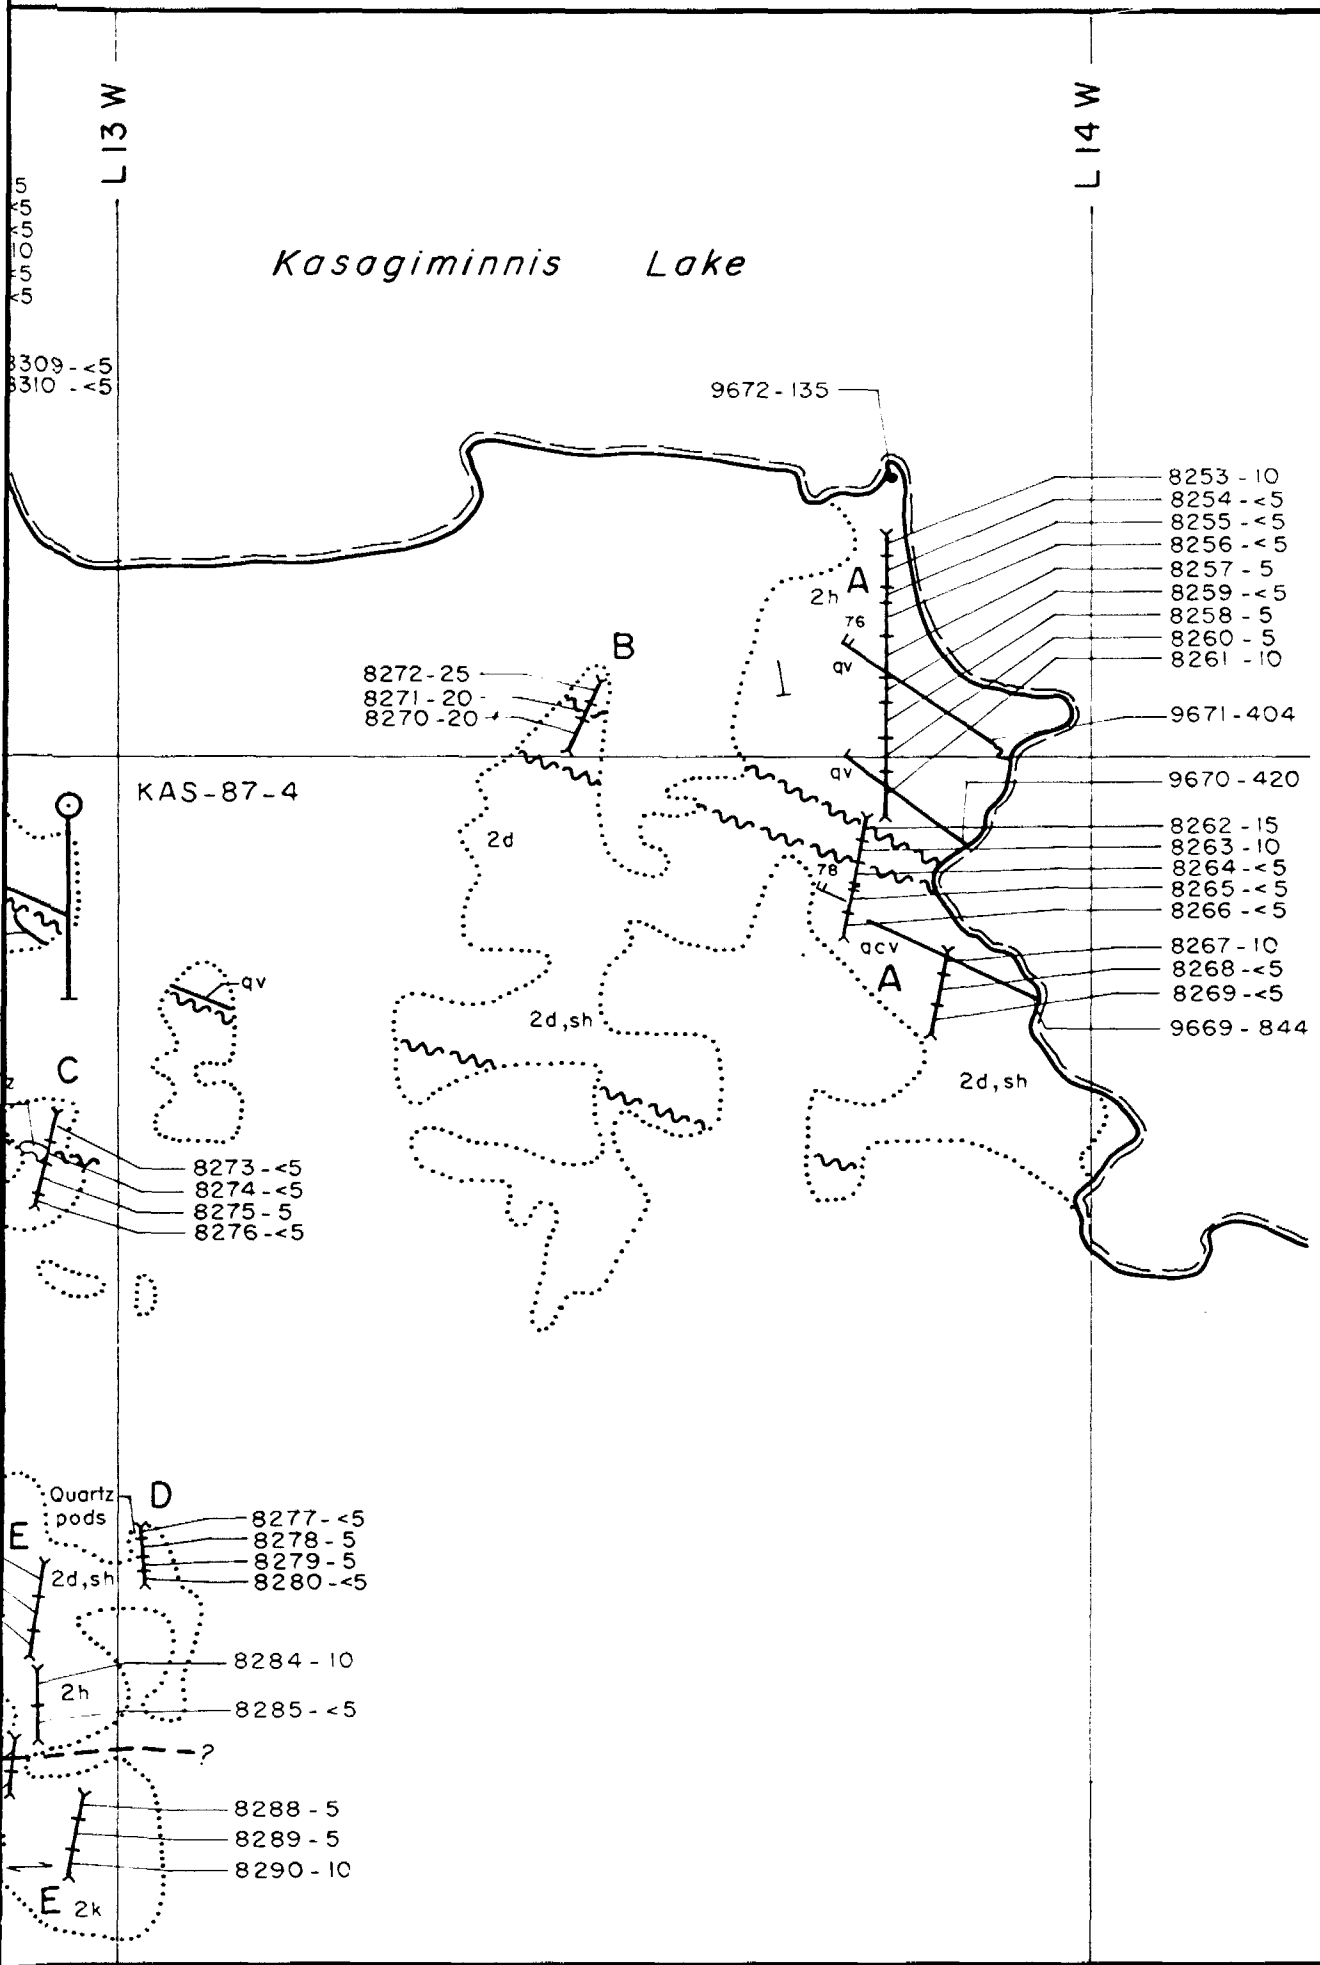 L 13 W
L 14 W
5
<5
<5
10
<5
<5
Kasagiminnis Lake
8309 - <5
8310 - <5
9672 - 135
8253 - 10
8254 - <5
8255 - <5
8256 - <5
8257 - 5
8259 - <5
8258 - 5
8260 - 5
8261 - 10
A
2h
76
qv
B
8272 - 25
8271 - 20
8270 - 20
9671 - 404
qv
9670 - 420
KAS-87-4
2d
8262 - 15
8263 - 10
8264 - <5
8265 - <5
8266 - <5
78
qcv
A
8267 - 10
8268 - <5
8269 - <5
9669 - 844
qv
2d,sh
2d,sh
C
z
8273 - <5
8274 - <5
8275 - 5
8276 - <5
Quartz
pods
D
8277 - <5
8278 - 5
8279 - 5
8280 - <5
E
2d,sh
8284 - 10
2h
8285 - <5
?
8288 - 5
8289 - 5
8290 - 10
E
2k